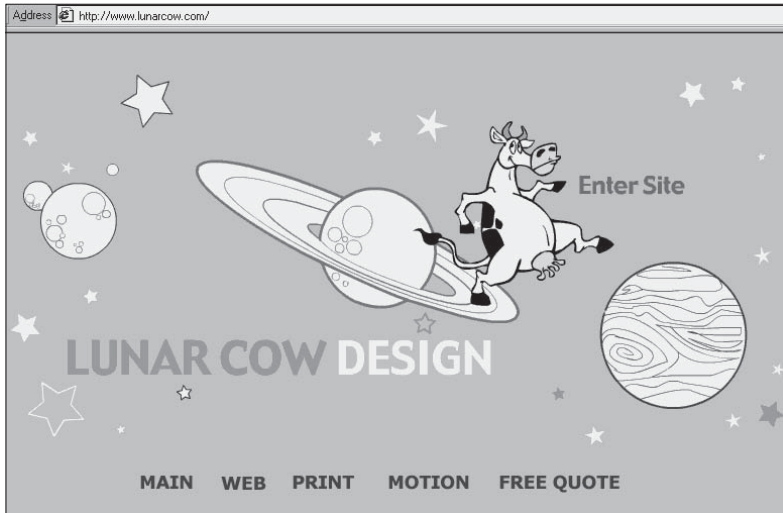 Address http://www.lunarcow.com/
Enter Site
LUNAR COW DESIGN
MAIN WEB PRINT MOTION FREE QUOTE